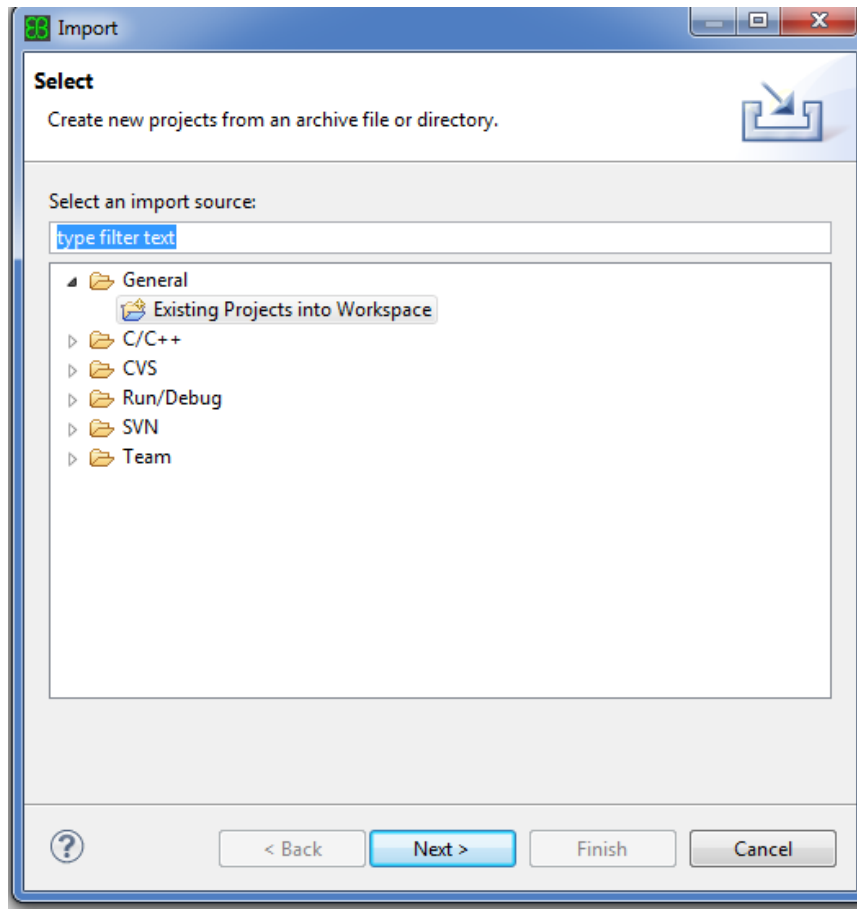 Import
Select
Create new projects from an archive file or directory.
Select an import source:
type filter text
General
Existing Projects into Workspace
C/C++
CVS
Run/Debug
SVN
Team
? < Back Next > Finish Cancel